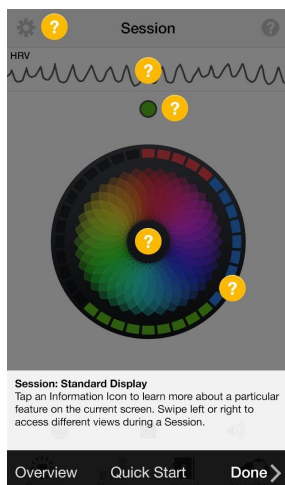 ?
Session
?
HRV
?
?
?
?
Session: Standard Display
Tap an Information Icon to learn more about a particular
feature on the current screen. Swipe left or right to
access different views during a Session.
Overview
Quick Start
Done